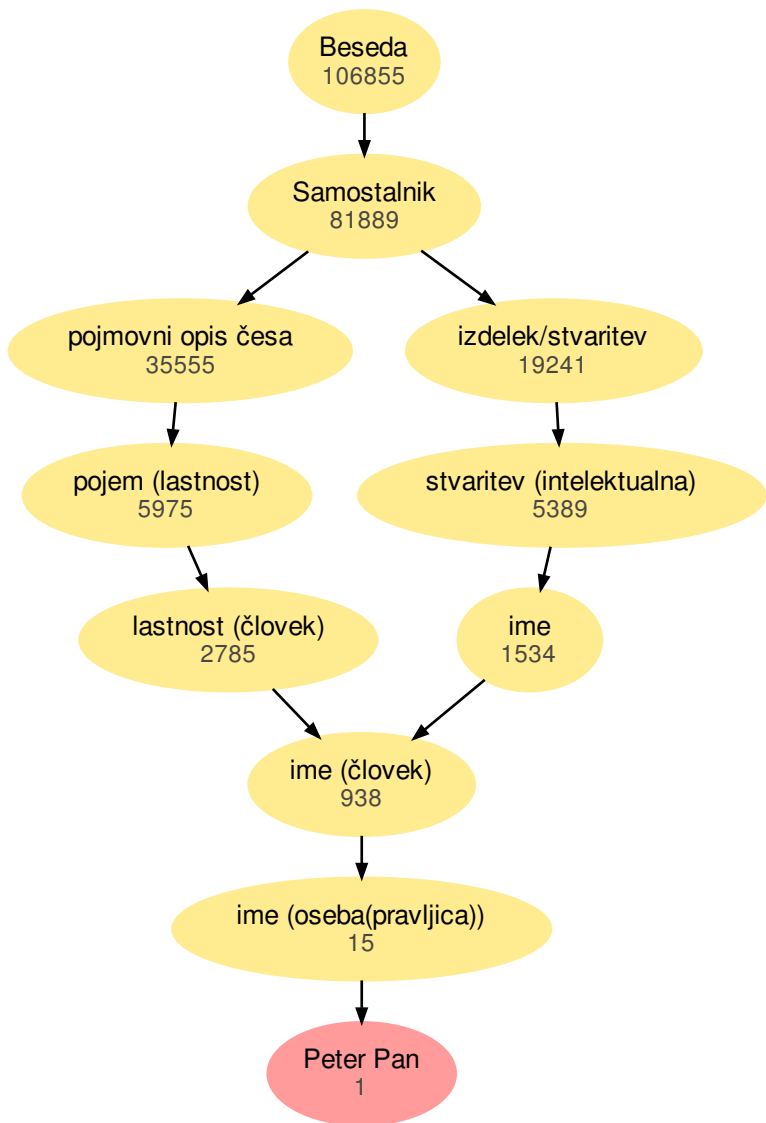 Beseda
106855
Samostalnik
81889
pojmovni opis česa
35555
izdelek/stvaritev
19241
pojem (lastnost)
5975
stvaritev (intelektualna)
5389
lastnost (človek)
2785
ime
1534
ime (človek)
938
ime (oseba(pravljica))
15
Peter Pan
1